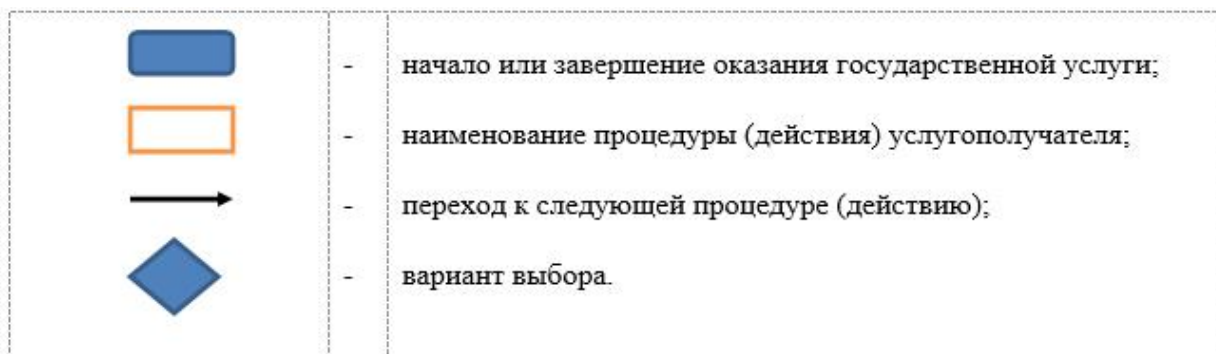 - начало или завершение оказания государственной услуги;
- наименование процедуры (действия) услугополучателя;
- переход к следующей процедуре (действию);
- вариант выбора.